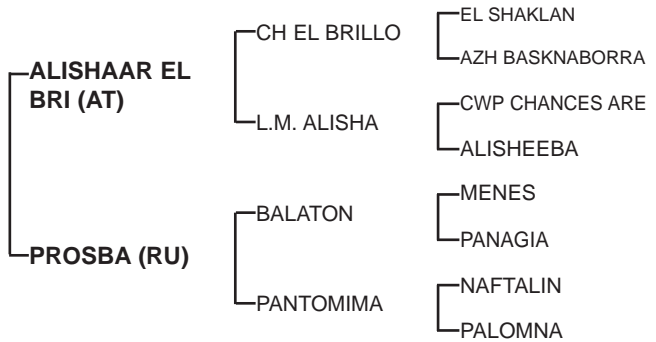 EL SHAKLAN
CH EL BRILLO
AZH BASKNABORRA
ALISHAAR EL
BRI (AT)
CWP CHANCES ARE
L.M. ALISHA
ALISHEEBA
MENES
BALATON
PANAGIA
PROSBA (RU)
NAFTALIN
PANTOMIMA
PALOMNA